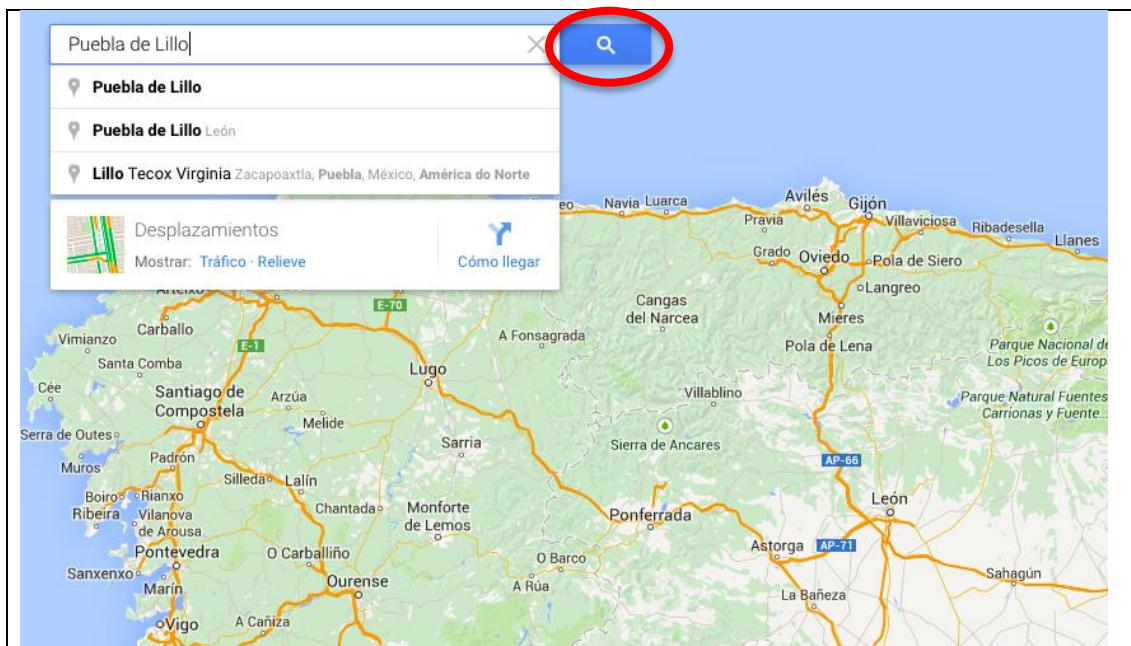 Puebla de Lillo
Puebla de Lillo
Puebla de Lillo León
Lillo Tecox Virginia Zacapoaxtla, Puebla, México, América do Norte
Desplazamientos
Mostrar: Tráfico · Relieve
Cómo llegar
Navia Luarca
Avilés
Gijón
Pravia
Villaviciosa
Ribadesella
Llanes
Grado
Oviedo
Pola de Siero
Langreo
E-70
Cangas
del Narcea
Mieres
Carballo
Vimianzo
E-1
A Fonsagrada
Pola de Lena
Parque Nacional de
Los Picos de Europ
Santa Comba
Lugo
Cée
Santiago de
Compostela
Arzúa
Villablino
Parque Natural Fuentes
Carrionas y Fuente...
Melide
Serra de Outes
Sarria
Sierra de Ancares
Padrón
AP-66
Muros
Silleda
Lalín
Boiro
Rianxo
Ribeira
Vilanova
de Arousa
Chantada
Monforte
de Lemos
León
Ponferrada
Pontevedra
O Carballiño
O Barco
Astorga
AP-71
Sanxenxo
Marín
Ourense
A Rúa
Sahagún
La Bañeza
Vigo
A Cañiza